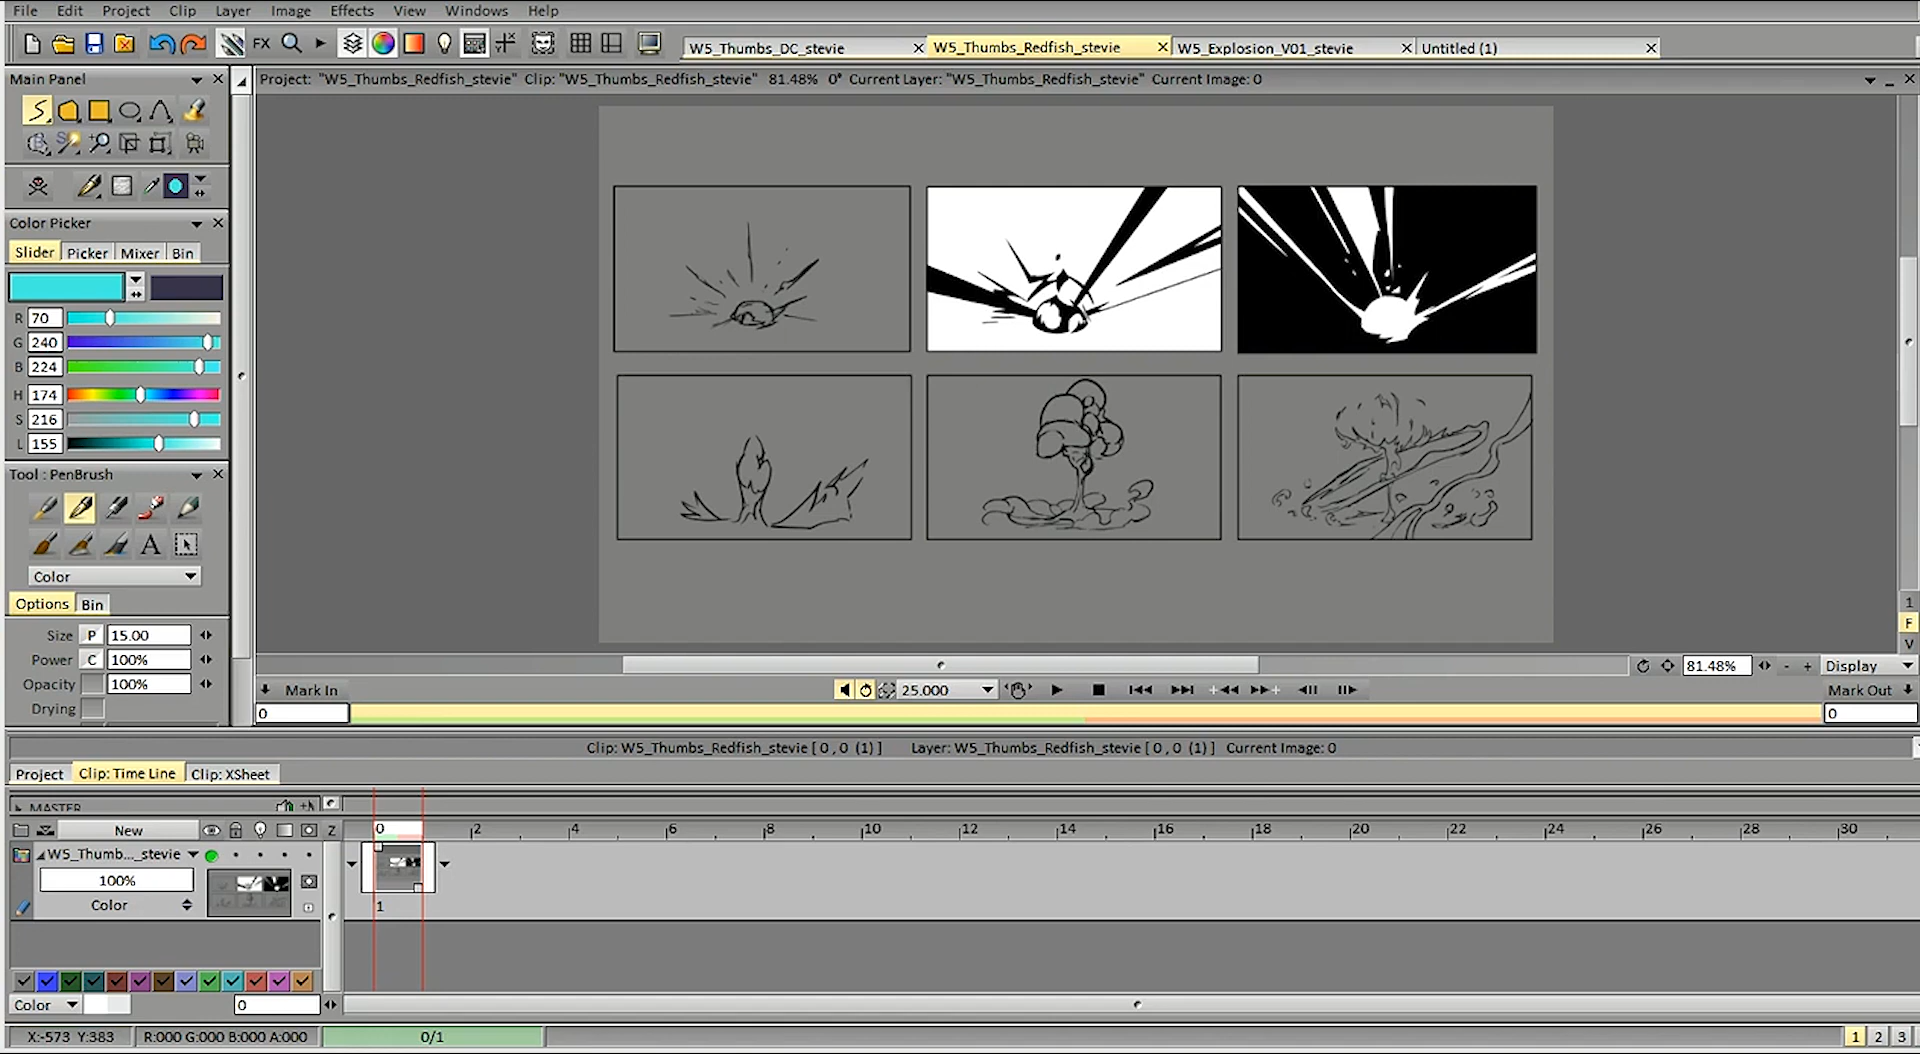 File Edit Project Clip Layer Image Effects View Windows Help
FX W5_Thumbs_DC_stevie W5_Thumbs_Redfish_stevie W5_Explosion_V01_stevie Untitled (1)
Main Panel
Project: "W5_Thumbs_Redfish_stevie" Clip: "W5_Thumbs_Redfish_stevie" 81.48% 0° Current Layer: "W5_Thumbs_Redfish_stevie" Current Image: 0
Color Picker
Slider Picker Mixer Bin
R 70
G 240
B 224
H 174
S 216
L 155
Tool : PenBrush
A
Color
Options Bin
Size P 15.00
Power C 100%
Opacity 100%
Drying
1
F
V
81.48% - + Display
Mark In 25.000 Mark Out
0 0
Clip: W5_Thumbs_Redfish_stevie [ 0 , 0 (1) ] Layer: W5_Thumbs_Redfish_stevie [ 0 , 0 (1) ] Current Image: 0
Project Clip: Time Line Clip: XSheet
MASTER
New Z 0 2 4 6 8 10 12 14 16 18 20 22 24 26 28 30
W5_Thumb..._stevie
100%
Color 1
Color 0
X:-573 Y:383 R:000 G:000 B:000 A:000 0/1 1 2 3